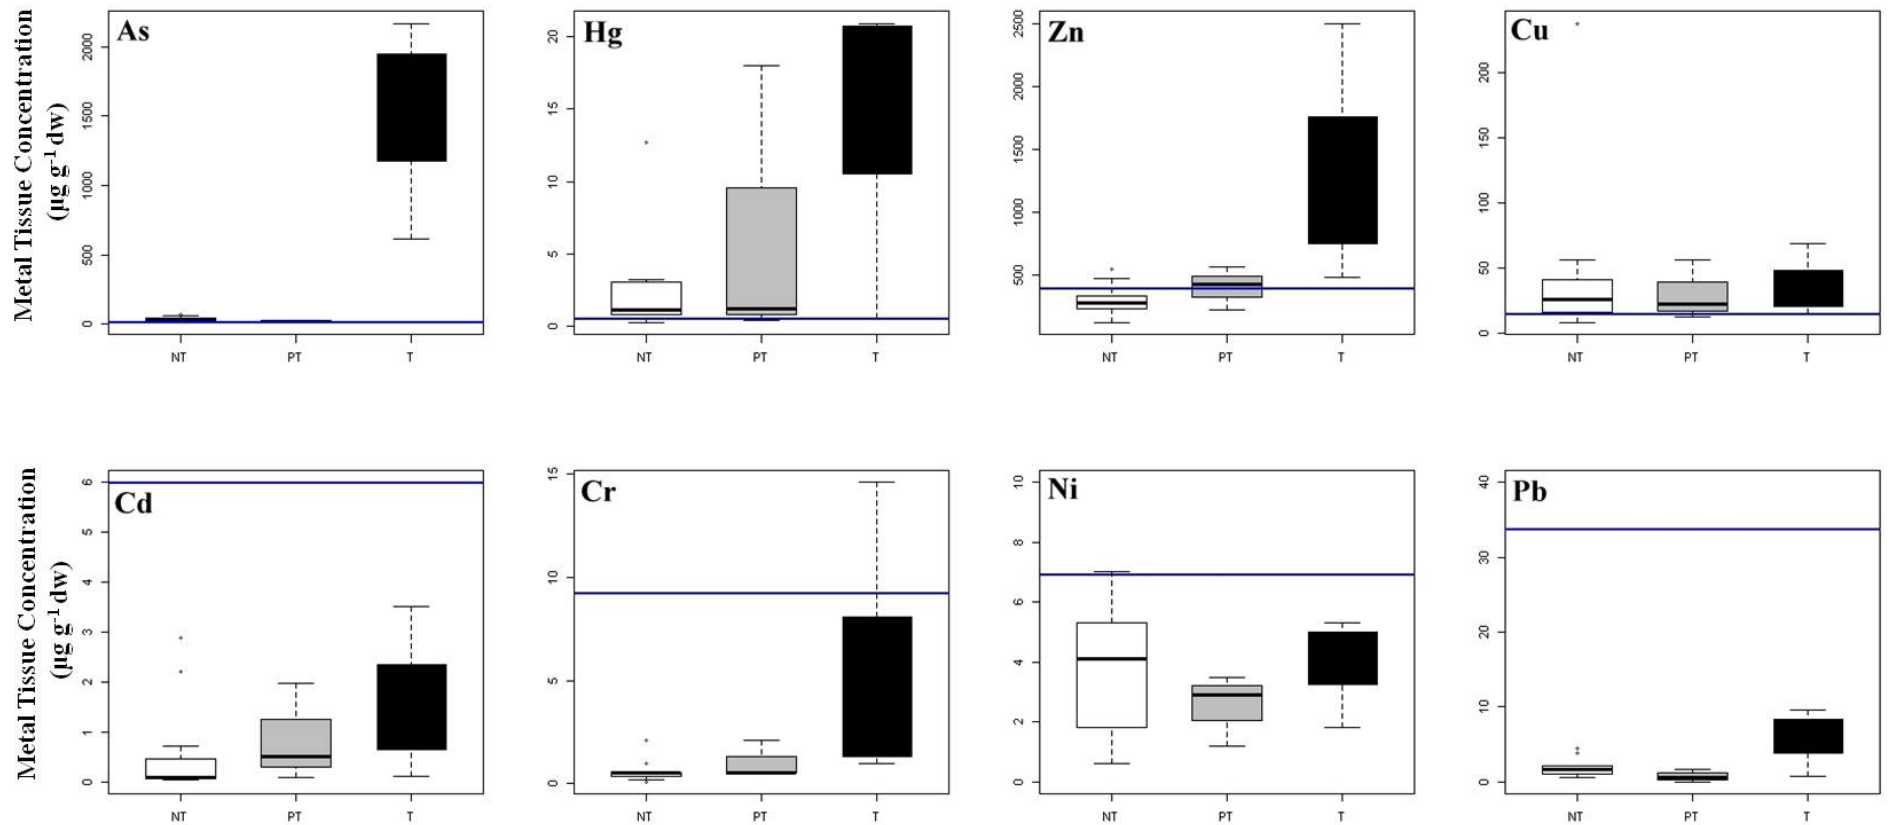 Metal Tissue Concentration
(µg g-1 dw)
As
2000
1500
1000
500
0
NT PT T
Hg
20
15
10
5
0
NT PT T
Zn
2500
2000
1500
1000
500
NT PT T
Cu
200
150
100
50
0
NT PT T
Metal Tissue Concentration
(µg g-1 dw)
Cd
6
5
4
3
2
1
0
NT PT T
Cr
15
10
5
0
NT PT T
Ni
10
8
6
4
2
0
NT PT T
Pb
40
30
20
10
0
NT PT T